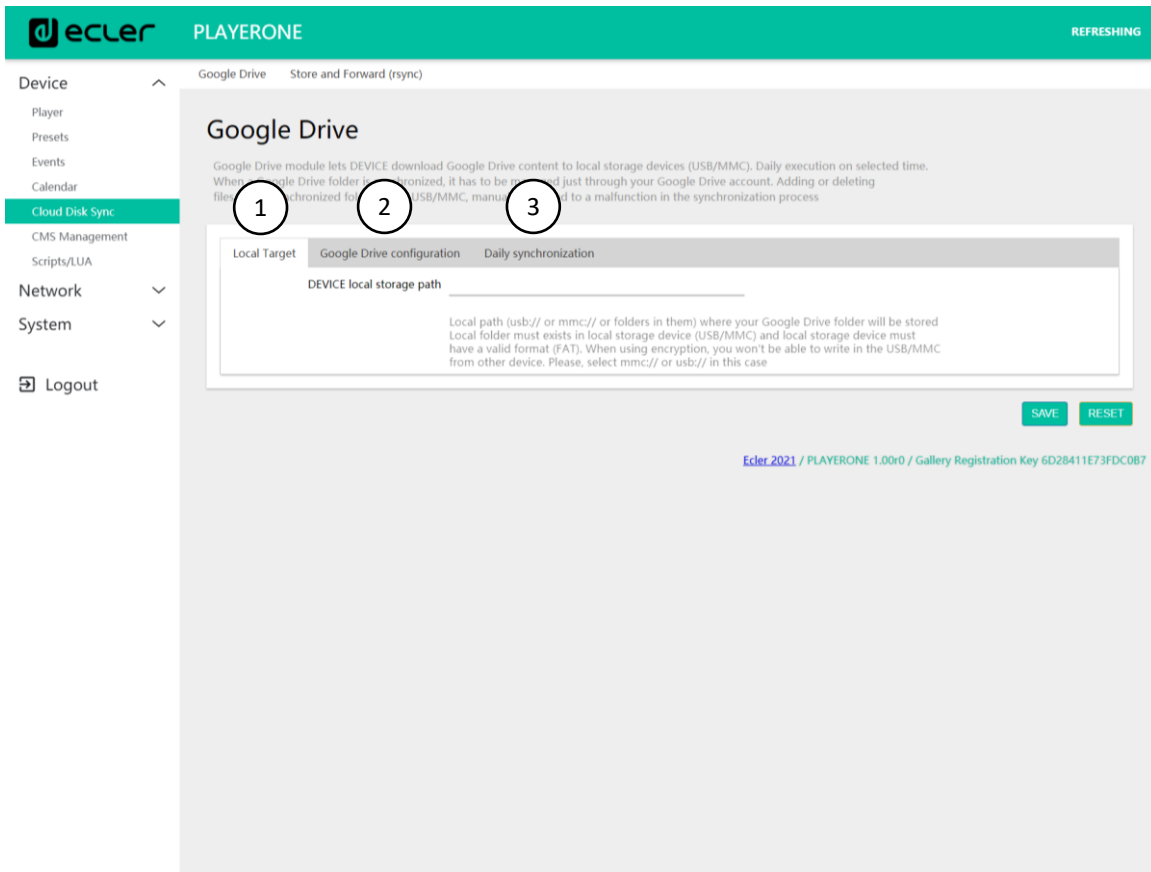 ecler
PLAYERONE
REFRESHING
Device
Player
Presets
Events
Calendar
Cloud Disk Sync
CMS Management
Scripts/LUA
Network
System
Logout
Google Drive Store and Forward (rsync)
Google Drive
Google Drive module lets DEVICE download Google Drive content to local storage devices (USB/MMC). Daily execution on selected time.
When a Google Drive folder is synchronized, it has to be managed just through your Google Drive account. Adding or deleting
files USB/MMC, to a malfunction in the synchronization process
1
2
3
Local Target Google Drive configuration Daily synchronization
DEVICE local storage path
Local path (usb:// or mmc:// or folders in them) where your Google Drive folder will be stored
Local folder must exists in local storage device (USB/MMC) and local storage device must
have a valid format (FAT). When using encryption, you won't be able to write in the USB/MMC
from other device. Please, select mmc:// or usb:// in this case
SAVE RESET
Ecler 2021 / PLAYERONE 1.00r0 / Gallery Registration Key 6D28411E73FDC0B7